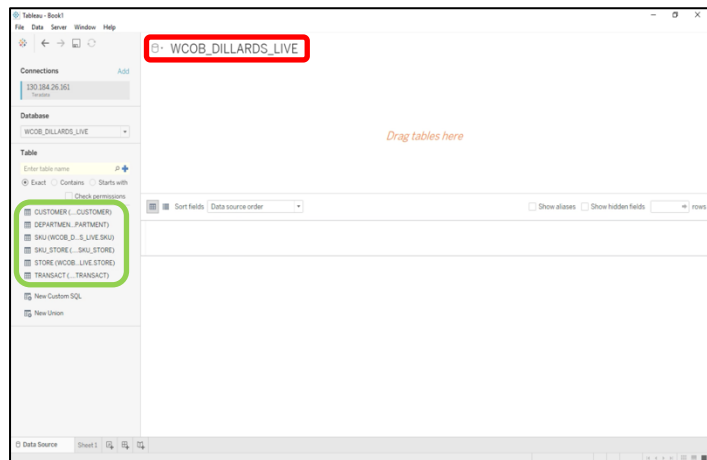 Tableau - Book1
File Data Server Window Help
WCOB_DILLARDS_LIVE
Connections Add
130.184.26.161
Teradata
Database
WCOB_DILLARDS_LIVE
Drag tables here
Table
Enter table name
Exact Contains Starts with
Check permissions
Sort fields Data source order Show aliases Show hidden fields rows
CUSTOMER (....CUSTOMER)
DEPARTMEN...PARTMENT)
SKU (WCOB_D...S_LIVE.SKU)
SKU_STORE (....SKU_STORE)
STORE (WCOB...LIVE.STORE)
TRANSACT (....TRANSACT)
New Custom SQL
New Union
Data Source Sheet1